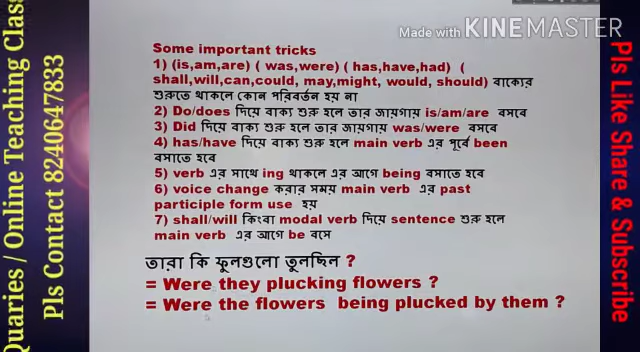 Made with KINEMASTER
Quaries / Online Teaching Class
Pls Contact 8240647833
Some important tricks
1) (is,am,are) ( was,were) ( has,have,had) (
shall,will,can,could, may,might, would, should) বাক্যের
শুরুতে থাকলে কোন পরিবর্তন হয় না
2) Do/does দিয়ে বাক্য শুরু হলে তার জায়গায় is/am/are বসবে
3) Did দিয়ে বাক্য শুরু হলে তার জায়গায় was/were বসবে
4) has/have দিয়ে বাক্য শুরু হলে main verb এর পূর্বে been
বসাতে হবে
5) verb এর সাথে ing থাকলে এর আগে being বসাতে হবে
6) voice change করার সময় main verb এর past
participle form use হয়
7) shall/will কিংবা modal verb দিয়ে sentence শুরু হলে
main verb এর আগে be বসে
তারা কি ফুলগুলো তুলছিল ?
= Were they plucking flowers ?
= Were the flowers being plucked by them ?
Pls Like Share & Subscribe